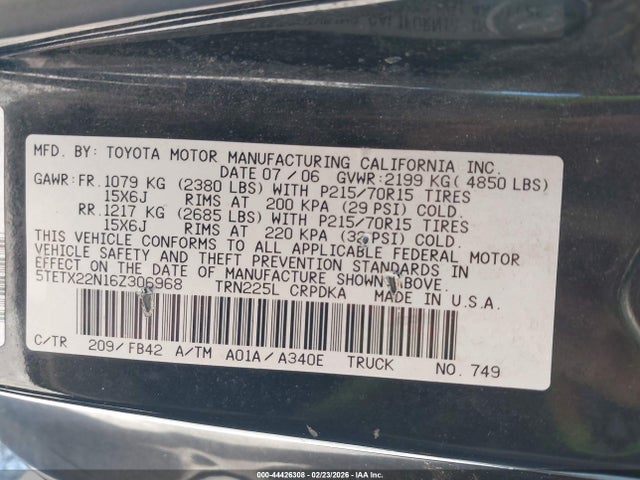 MFD. BY: TOYOTA MOTOR MANUFACTURING CALIFORNIA INC.
DATE 07 / 06 GVWR: 2199 KG( 4850 LBS)
GAWR: FR. 1079 KG (2380 LBS) WITH P215/70R15 TIRES
15X6J RIMS AT 200 KPA (29 PSI) COLD.
RR. 1217 KG (2685 LBS) WITH P215/70R15 TIRES
15X6J RIMS AT 220 KPA (32 PSI) COLD.
THIS VEHICLE CONFORMS TO ALL APPLICABLE FEDERAL MOTOR
VEHICLE SAFETY AND THEFT PREVENTION STANDARDS IN
EFFECT ON THE DATE OF MANUFACTURE SHOWN ABOVE.
5TETX22N16Z306968 TRN225L CRPDKA MADE IN U.S.A.
C/TR 209/FB42 A/TM A01A/A340E TRUCK NO. 749
000-44426308 - 02/23/2026 - IAAI.COM